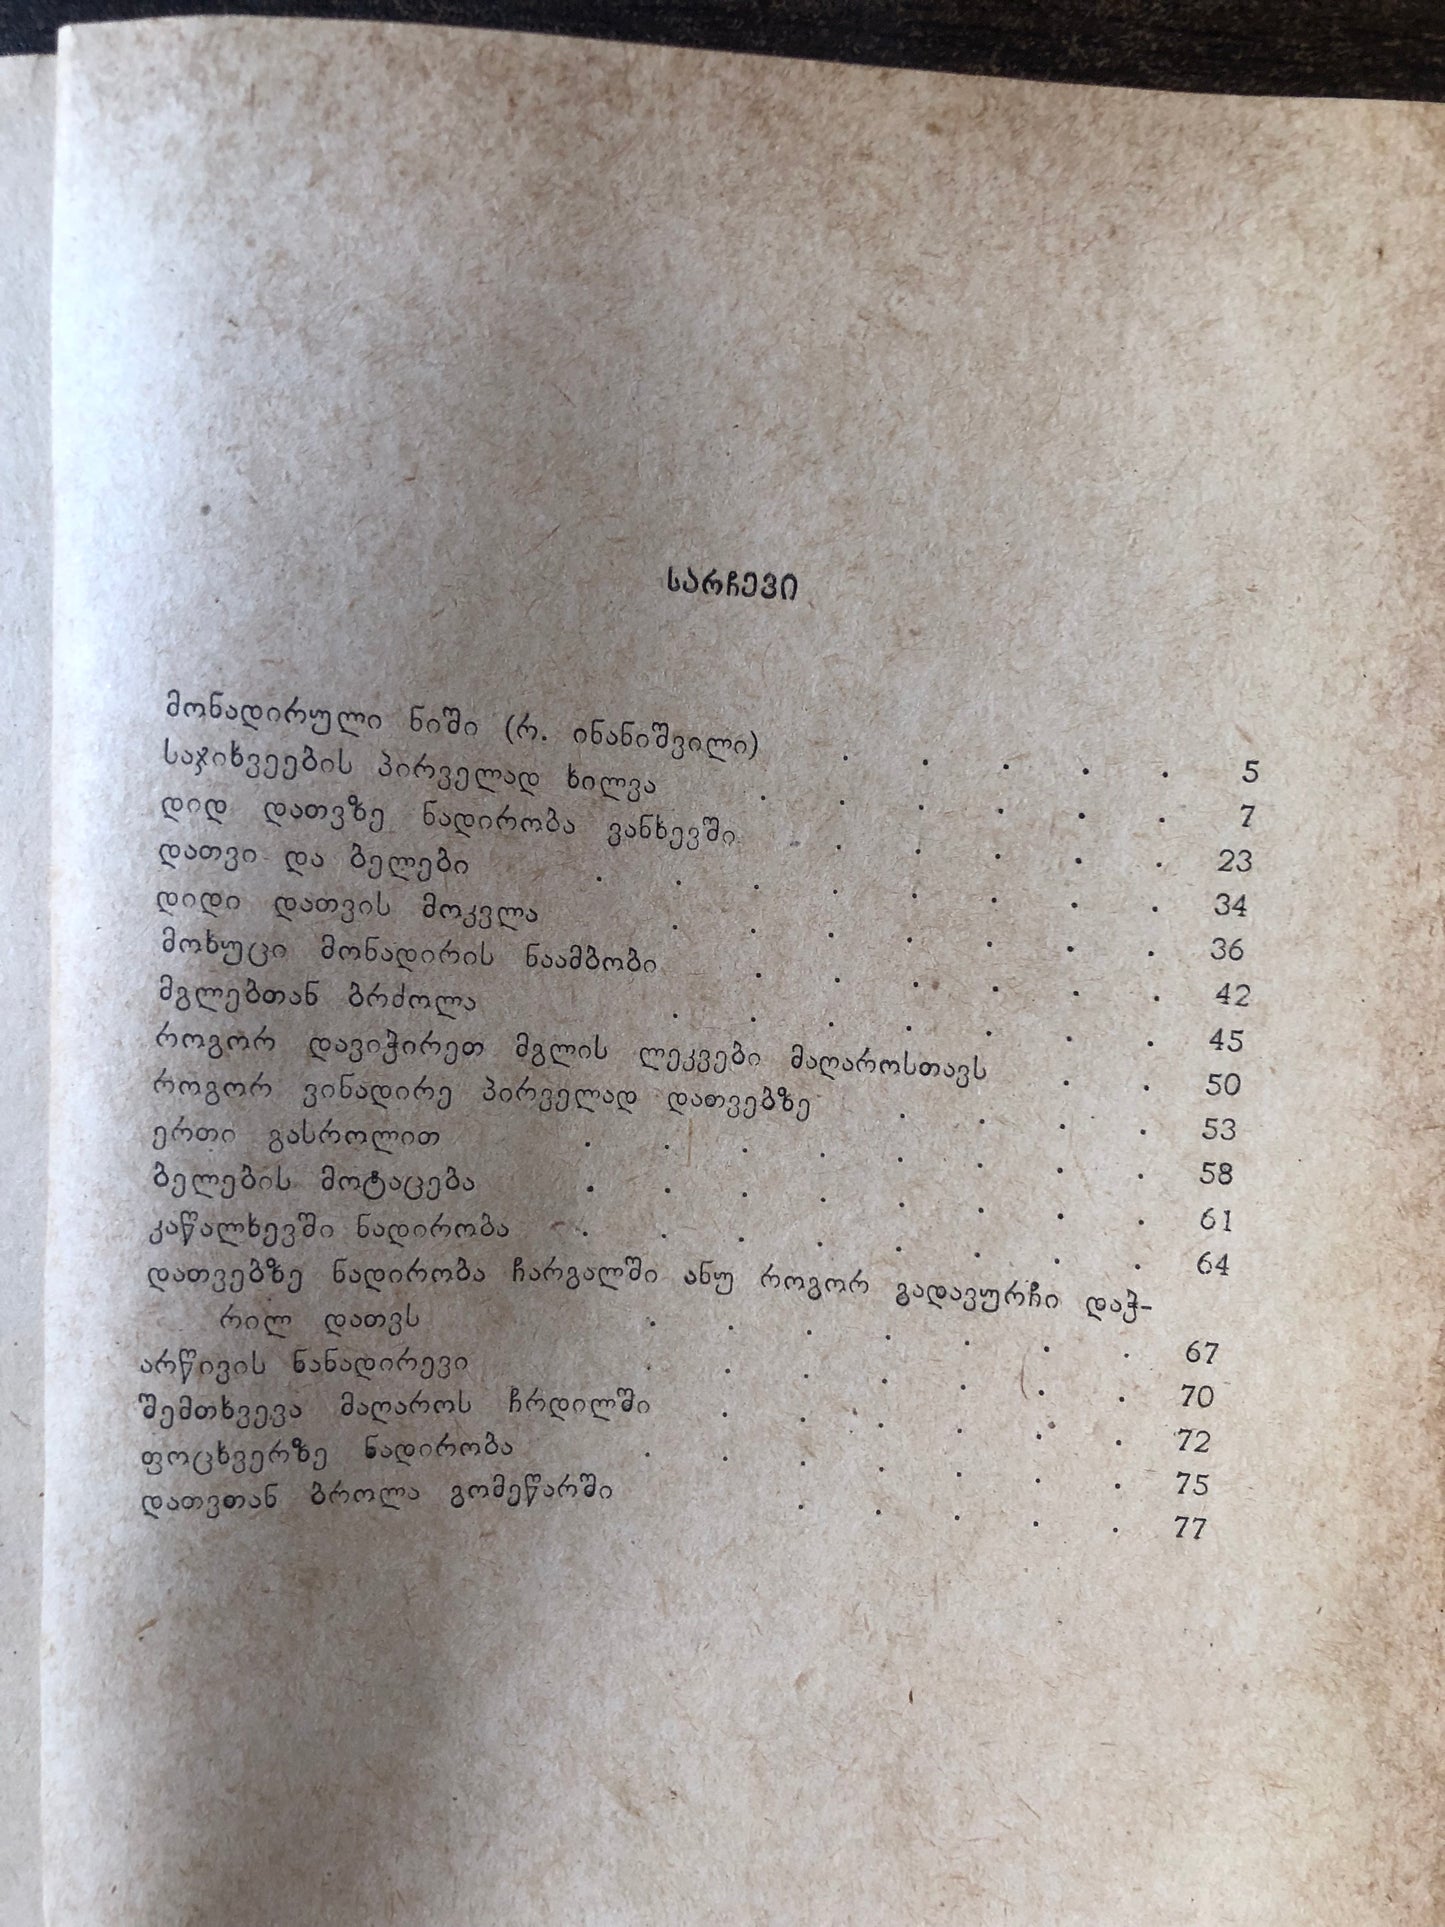 სარჩევი
მონადირული ნიში (რ. ინანიშვილი) . . . . . 5
საჯიხვეების პირველად ხილვა . . . . . . 7
დიდ დათვზე ნადირობა ვანხევში . . . . . 23
დათვი და ბელები . . . . . . . . 34
დიდი დათვის მოკვლა . . . . . . . 36
მოხუცი მონადირის ნაამბობი . . . . . . 42
მგლებთან ბრძოლა . . . . . . . 45
როგორ დავიჭირეთ მგლის ლეკვები მაღაროსთავს . . 50
როგორ ვინადირე პირველად დათვებზე . . . . 53
ერთი გასროლით . . . . . . . . 58
ბელების მოტაცება . . . . . . . . 61
კაწალხევში ნადირობა . . . . . . . . 64
დათვებზე ნადირობა ჩარგალში ანუ როგორ გადავურჩი დაჭ-
რილ დათვს . . . . . . . 67
არწივის ნანადირევი . . . . . . . 70
შემთხვევა მაღაროს ჩრდილში . . . . . . 72
ფოცხვერზე ნადირობა . . . . . . . 75
დათვთან ბროლა გომეწარში . . . . . 77